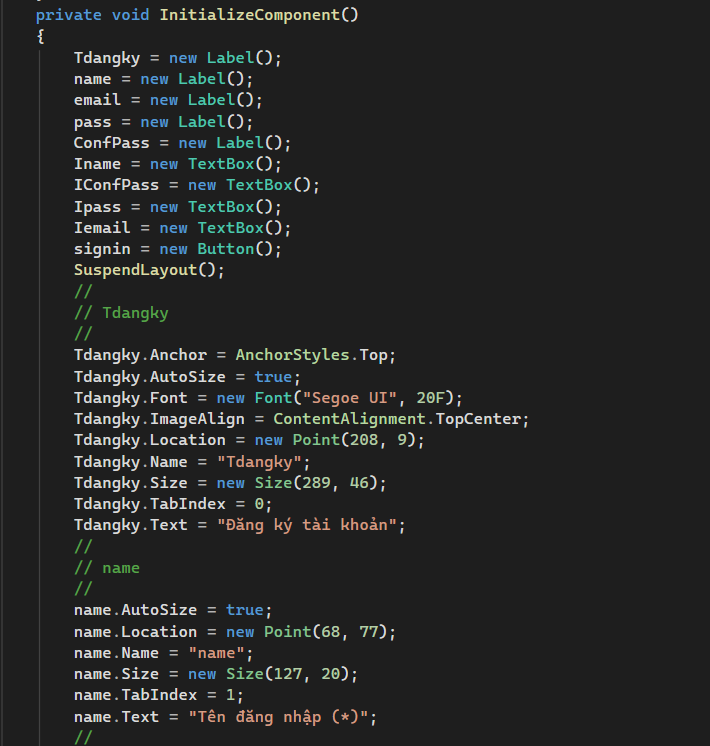 private void InitializeComponent()
{
Tdangky = new Label();
name = new Label();
email = new Label();
pass = new Label();
ConfPass = new Label();
Iname = new TextBox();
IConfPass = new TextBox();
Ipass = new TextBox();
Iemail = new TextBox();
signin = new Button();
SuspendLayout();
//
// Tdangky
//
Tdangky.Anchor = AnchorStyles.Top;
Tdangky.AutoSize = true;
Tdangky.Font = new Font("Segoe UI", 20F);
Tdangky.ImageAlign = ContentAlignment.TopCenter;
Tdangky.Location = new Point(208, 9);
Tdangky.Name = "Tdangky";
Tdangky.Size = new Size(289, 46);
Tdangky.TabIndex = 0;
Tdangky.Text = "Đăng ký tài khoản";
//
// name
//
name.AutoSize = true;
name.Location = new Point(68, 77);
name.Name = "name";
name.Size = new Size(127, 20);
name.TabIndex = 1;
name.Text = "Tên đăng nhập (*)";
//